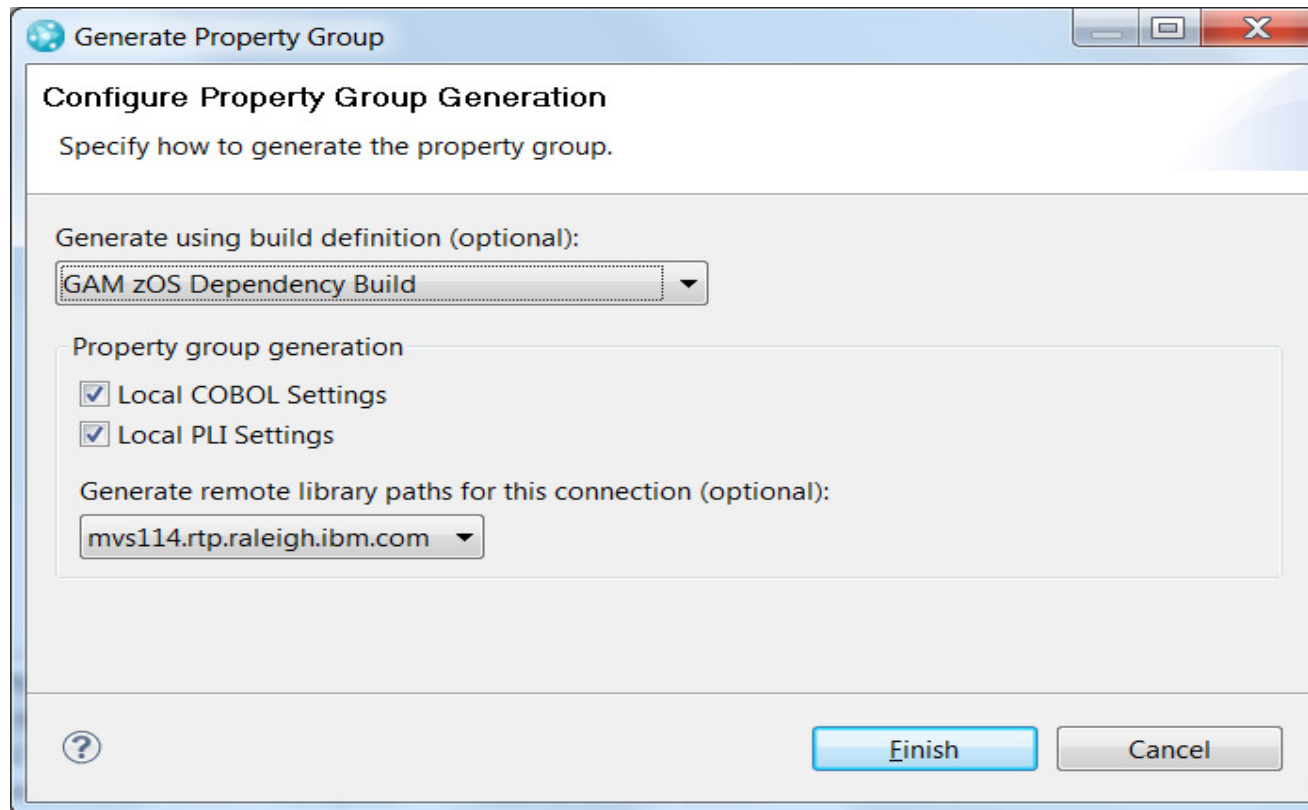 Generate Property Group
Configure Property Group Generation
Specify how to generate the property group.
Generate using build definition (optional):
GAM zOS Dependency Build
Property group generation
Local COBOL Settings
Local PLI Settings
Generate remote library paths for this connection (optional):
mvs114.rtp.raleigh.ibm.com
?
Finish
Cancel